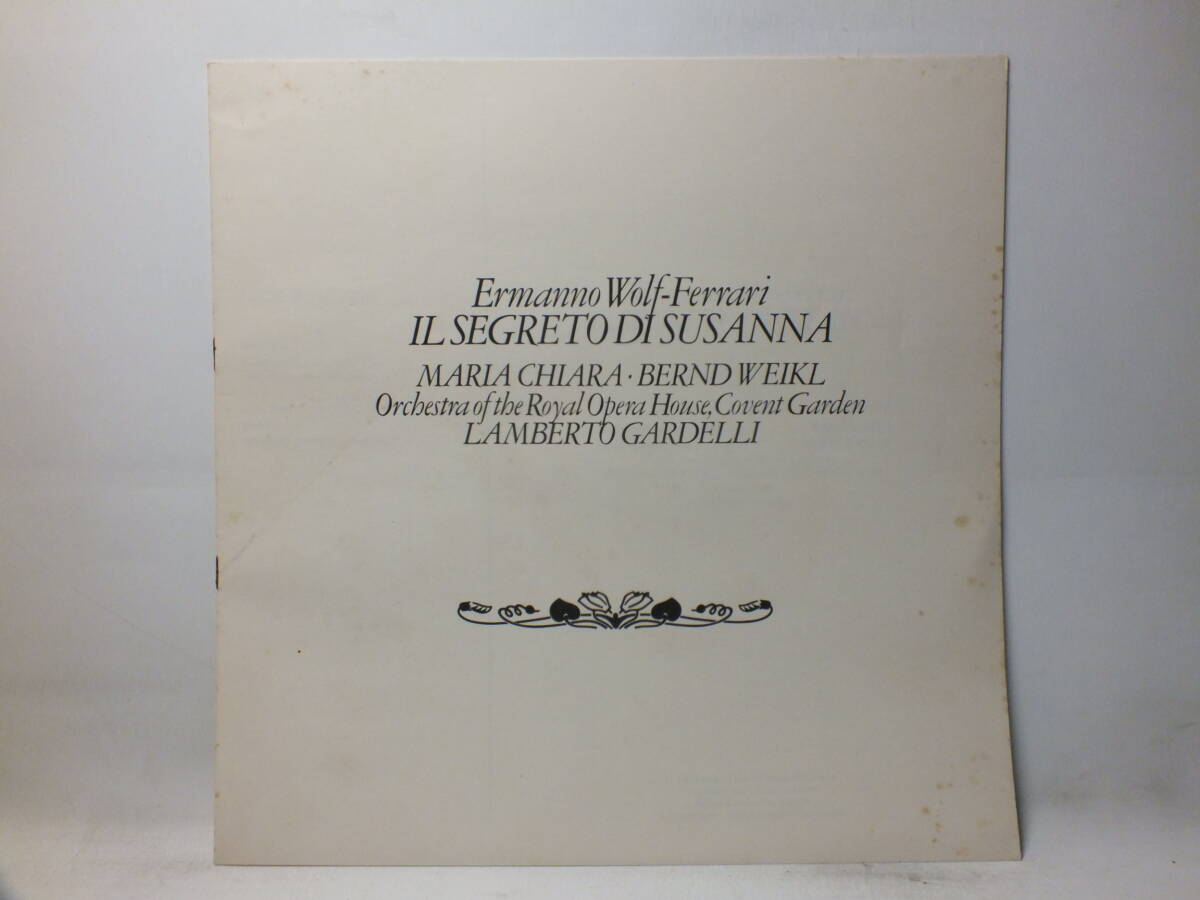 Ermanno Wolf-Ferrari
IL SEGRETO DI SUSANNA
MARIA CHIARA · BERND WEIKL
Orchestra of the Royal Opera House, Covent Garden
LAMBERTO GARDELLI